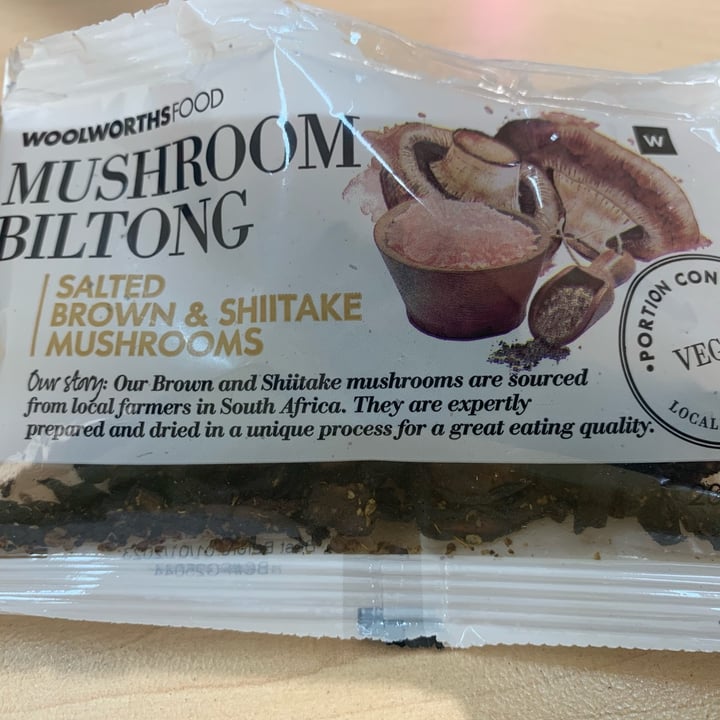 WOOLWORTHSFOOD
MUSHROOM
BILTONG
SALTED
BROWN & SHIITAKE
MUSHROOMS
Our story: Our Brown and Shiitake mushrooms are sourced
from local farmers in South Africa. They are expertly
prepared and dried in a unique process for a great eating quality.
W
•PORTION CON
VEG
LOCAL